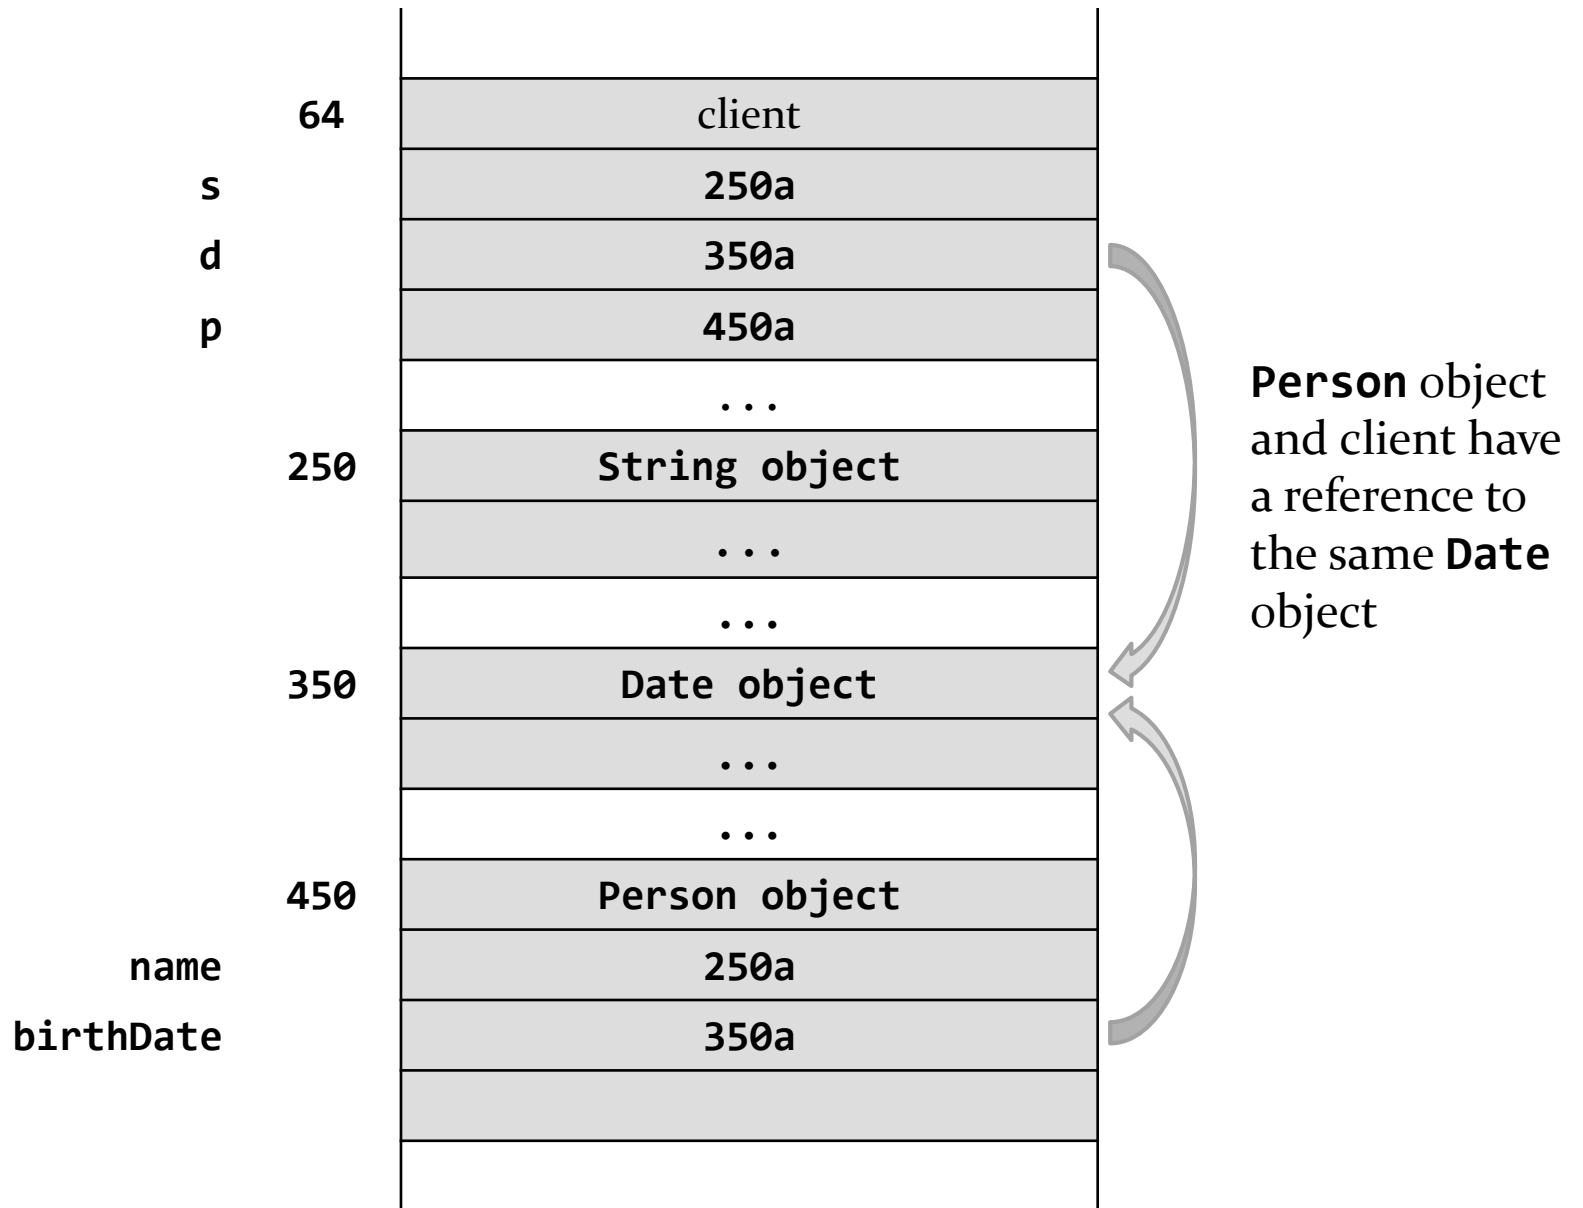 64 client
s 250a
d 350a
p 450a
...
250 String object
...
...
350 Date object
...
...
450 Person object
name 250a
birthDate 350a
Person object
and client have
a reference to
the same Date
object